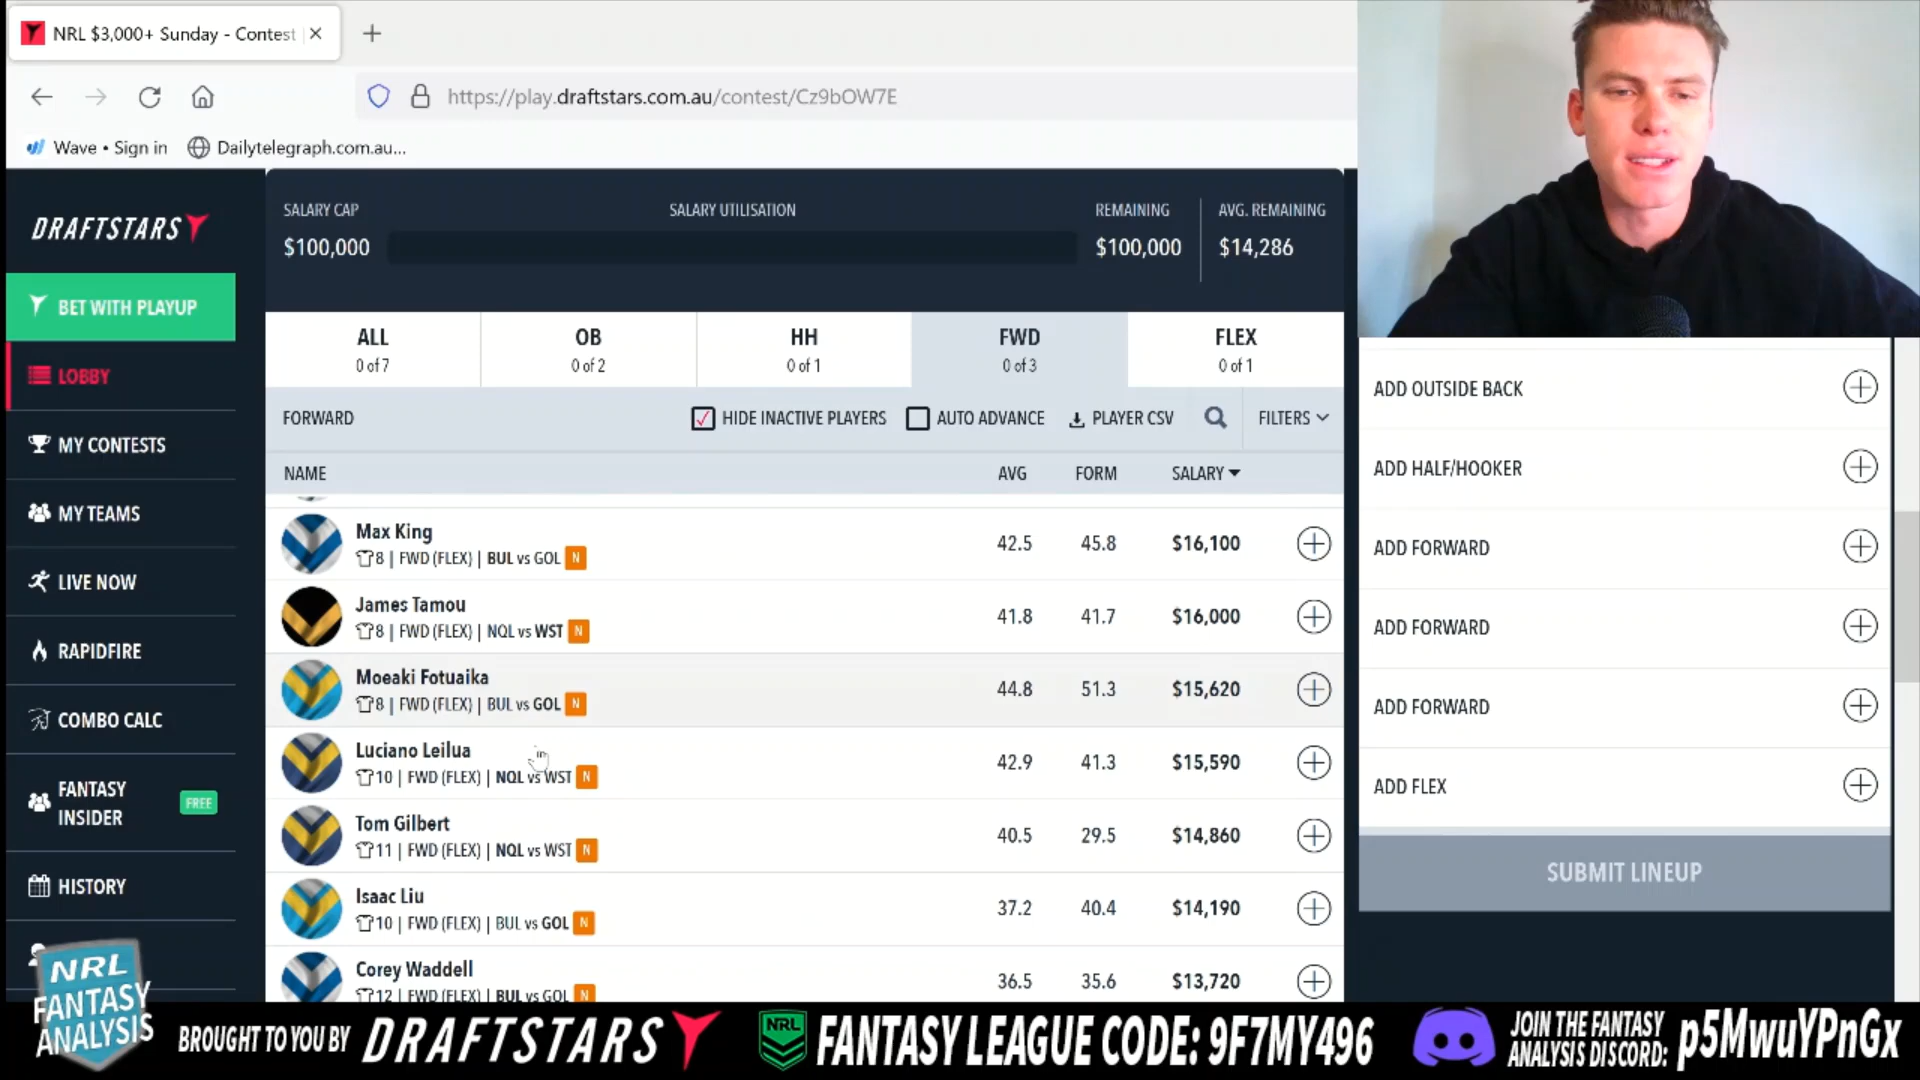 NRL $3,000+ Sunday - Contest
https://play.draftstars.com.au/contest/Cz9bOW7E
Wave • Sign in
Dailytelegraph.com.au...
DRAFTSTARS
BET WITH PLAYUP
LOBBY
MY CONTESTS
MY TEAMS
LIVE NOW
RAPIDFIRE
COMBO CALC
FANTASY INSIDER FREE
HISTORY
SALARY CAP SALARY UTILISATION REMAINING AVG. REMAINING
$100,000 $100,000 $14,286
ALL OB HH FWD FLEX
0 of 7 0 of 2 0 of 1 0 of 3 0 of 1
FORWARD HIDE INACTIVE PLAYERS AUTO ADVANCE PLAYER CSV FILTERS
NAME AVG FORM SALARY
Max King 42.5 45.8 $16,100
8 | FWD (FLEX) | BUL vs GOL N
James Tamou 41.8 41.7 $16,000
8 | FWD (FLEX) | NQL vs WST N
Moeaki Fotuaika 44.8 51.3 $15,620
8 | FWD (FLEX) | BUL vs GOL N
Luciano Leilua 42.9 41.3 $15,590
10 | FWD (FLEX) | NQL vs WST N
Tom Gilbert 40.5 29.5 $14,860
11 | FWD (FLEX) | NQL vs WST N
Isaac Liu 37.2 40.4 $14,190
10 | FWD (FLEX) | BUL vs GOL N
Corey Waddell 36.5 35.6 $13,720
12 | FWD (FLEX) | BUL vs GOL N
ADD OUTSIDE BACK
ADD HALF/HOOKER
ADD FORWARD
ADD FORWARD
ADD FORWARD
ADD FLEX
SUBMIT LINEUP
NRL
FANTASY
ANALYSIS
BROUGHT TO YOU BY DRAFTSTARS
NRL
FANTASY LEAGUE CODE: 9F7MY496
JOIN THE FANTASY
ANALYSIS DISCORD: p5MwuYPnGx